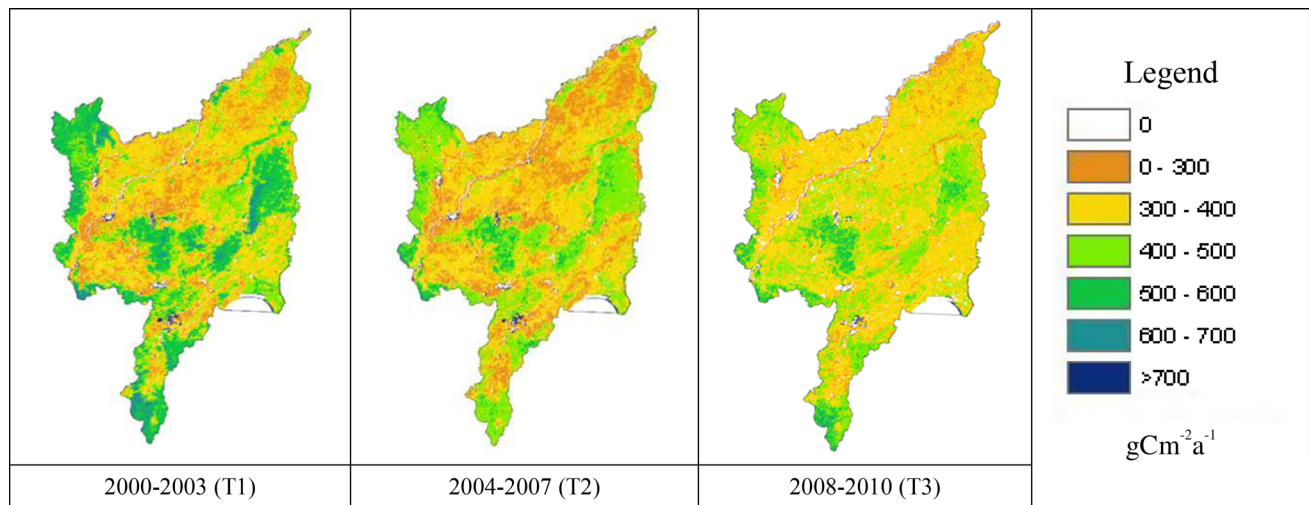 Legend
0
0 - 300
300 - 400
400 - 500
500 - 600
600 - 700
>700
gCm⁻²a⁻¹
2000-2003 (T1)
2004-2007 (T2)
2008-2010 (T3)